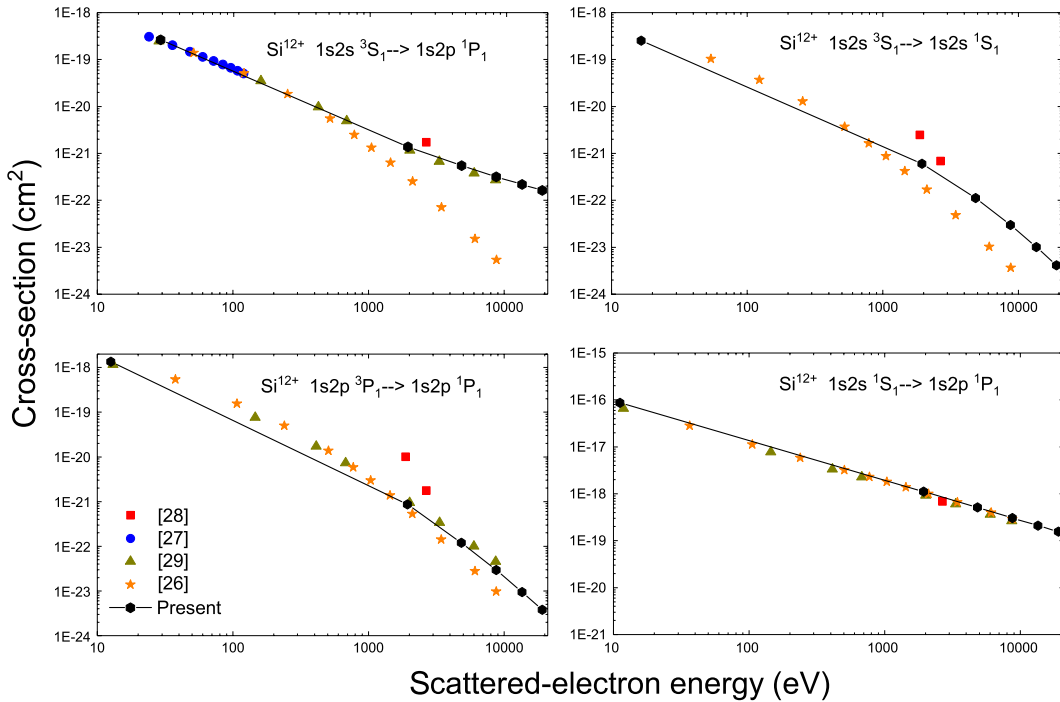 Cross-section (cm²)
1E-18
1E-19
1E-20
1E-21
1E-22
1E-23
1E-24
10
100
1000
10000
Si¹²⁺ 1s2s ³S₁--> 1s2p ¹P₁
1E-18
1E-19
1E-20
1E-21
1E-22
1E-23
1E-24
10
100
1000
10000
Si¹²⁺ 1s2s ³S₁--> 1s2s ¹S₁
1E-18
1E-19
1E-20
1E-21
1E-22
1E-23
1E-24
10
100
1000
10000
Si¹²⁺ 1s2p ³P₁--> 1s2p ¹P₁
[28]
[27]
[29]
[26]
Present
1E-15
1E-16
1E-17
1E-18
1E-19
1E-20
1E-21
10
100
1000
10000
Si¹²⁺ 1s2s ¹S₁--> 1s2p ¹P₁
Scattered-electron energy (eV)